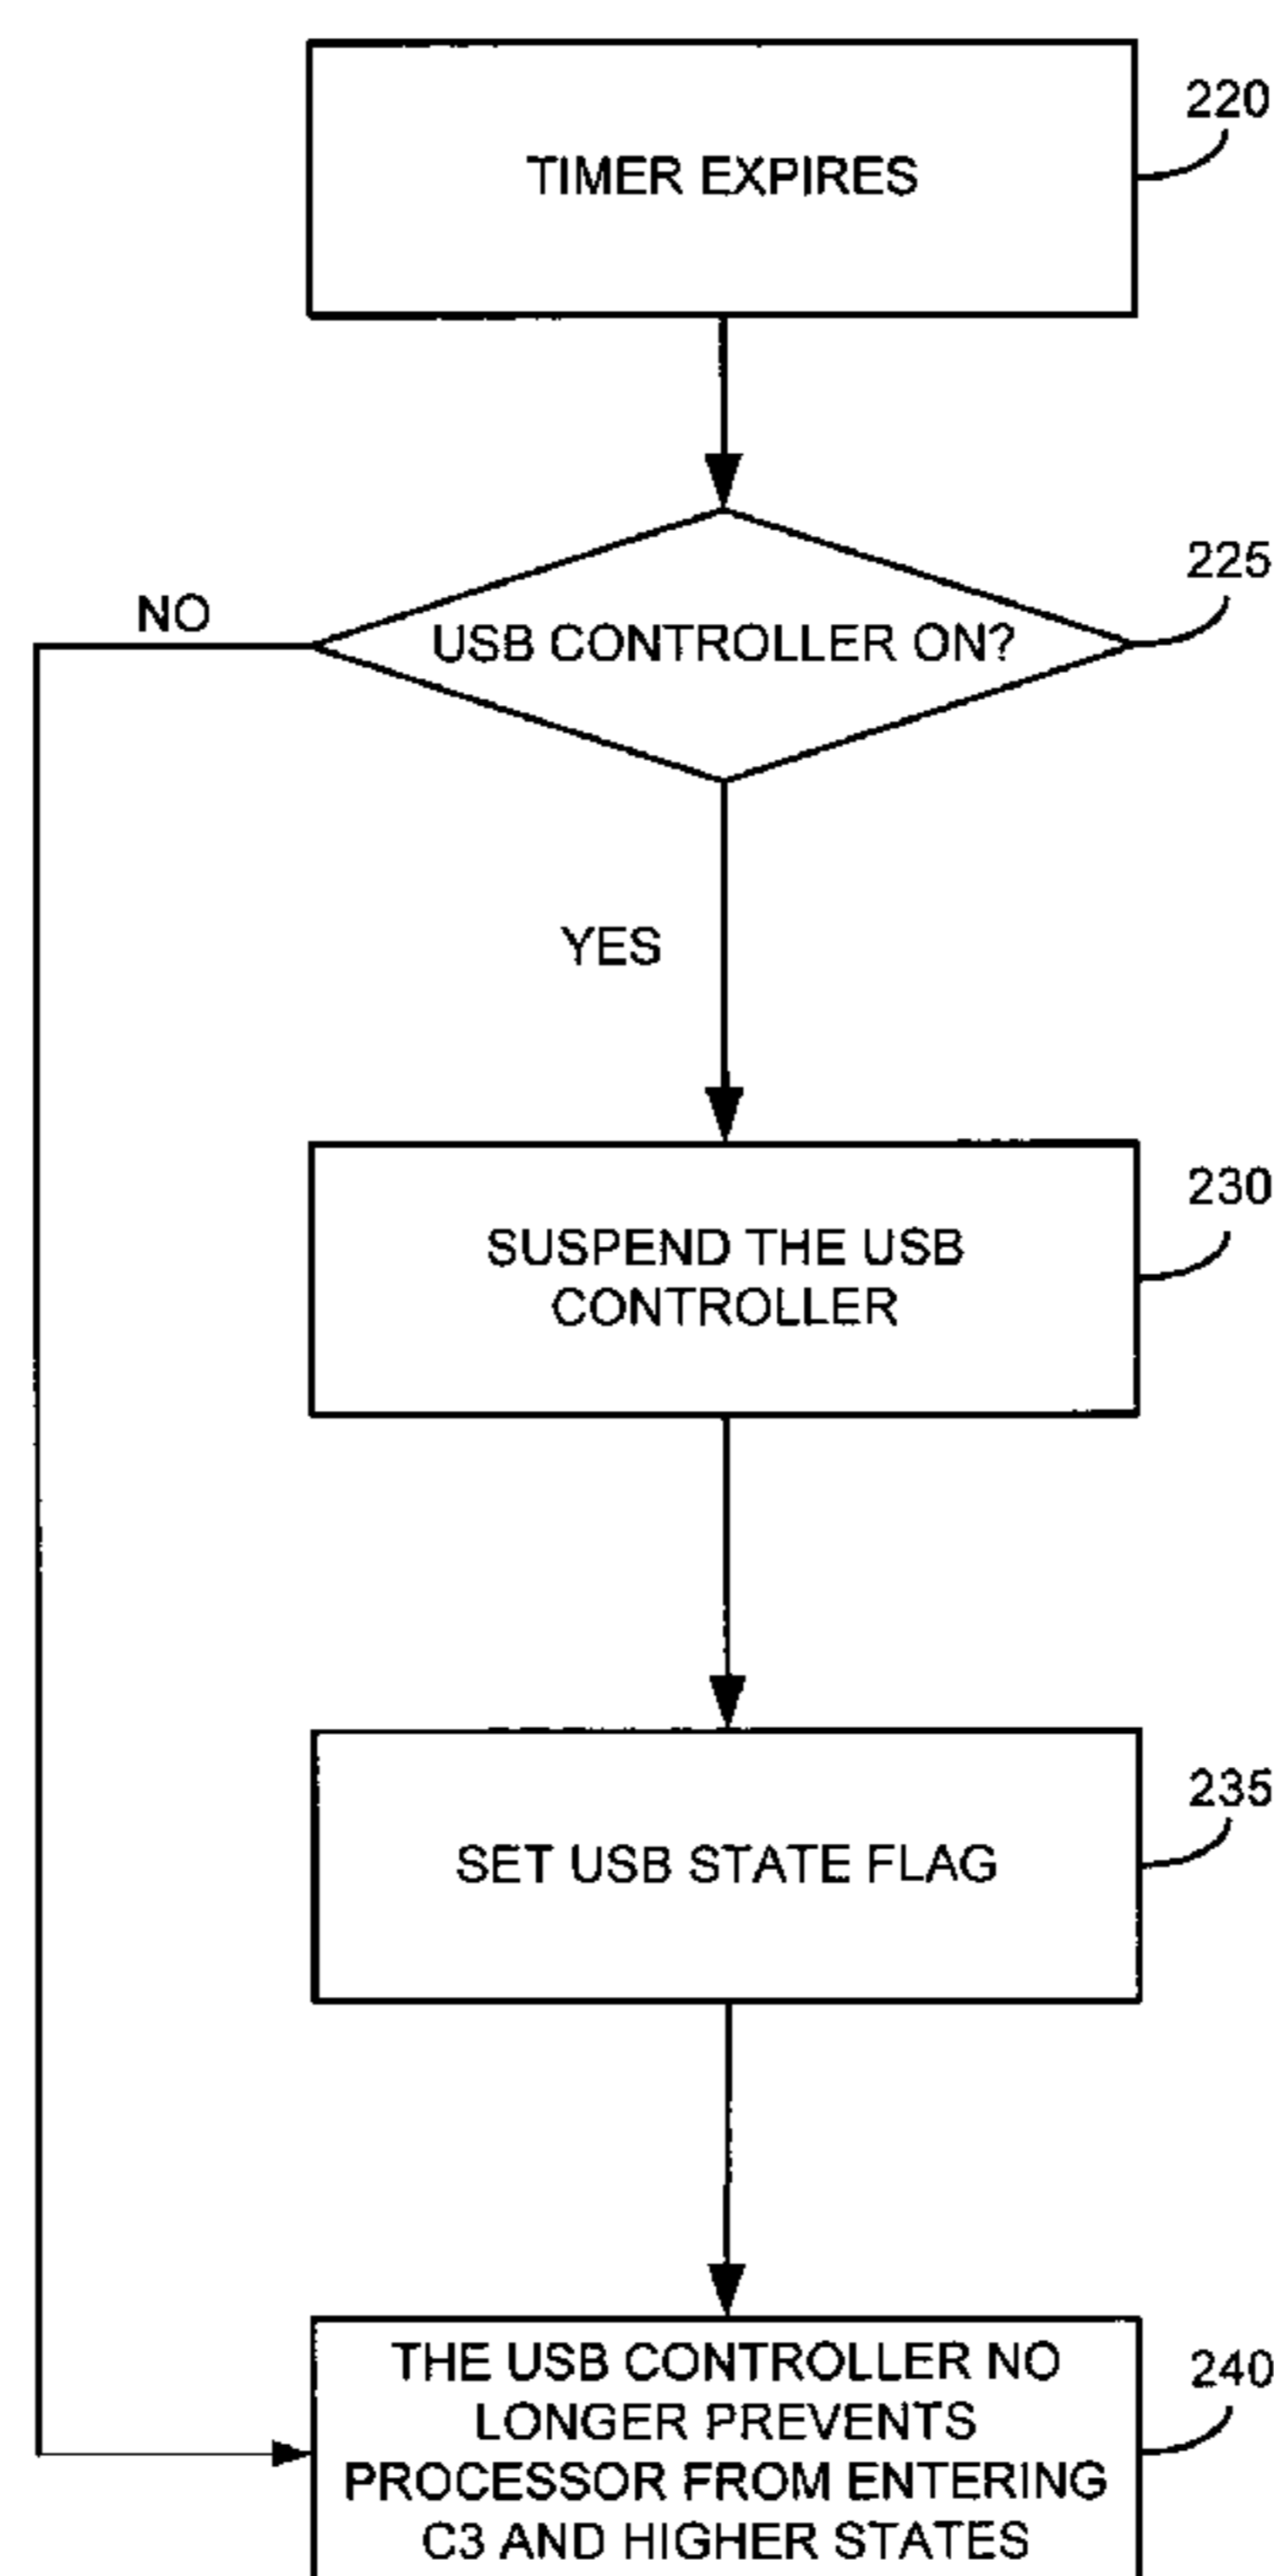 TIMER EXPIRES
220
USB CONTROLLER ON?
225
NO
YES
SUSPEND THE USB
CONTROLLER
230
SET USB STATE FLAG
235
THE USB CONTROLLER NO
LONGER PREVENTS
PROCESSOR FROM ENTERING
C3 AND HIGHER STATES
240